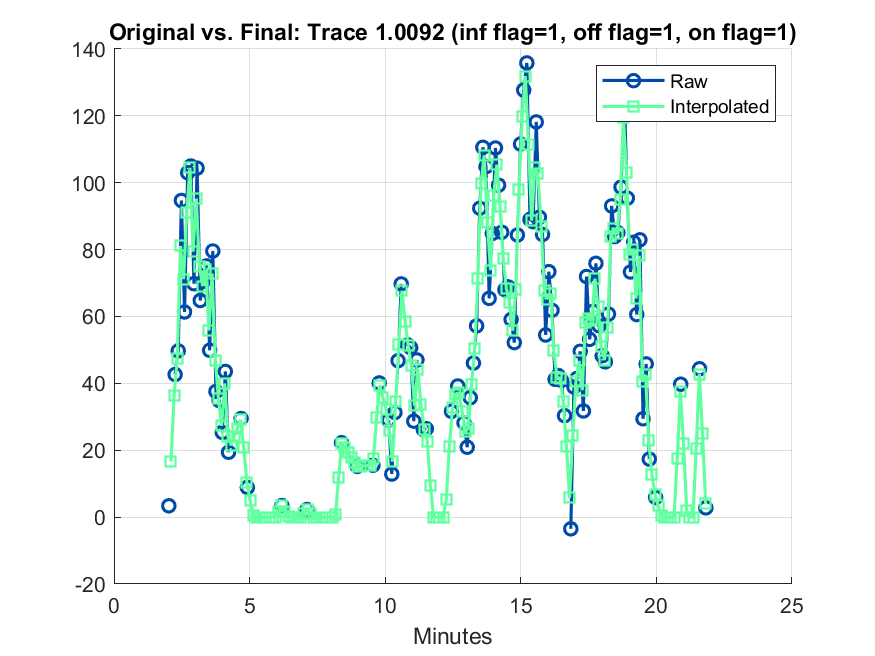 Original vs. Final: Trace 1.0092 (inf flag=1, off flag=1, on flag=1)
140
120
100
80
60
40
20
0
-20
Raw
Interpolated
0 5 10 15 20 25
Minutes